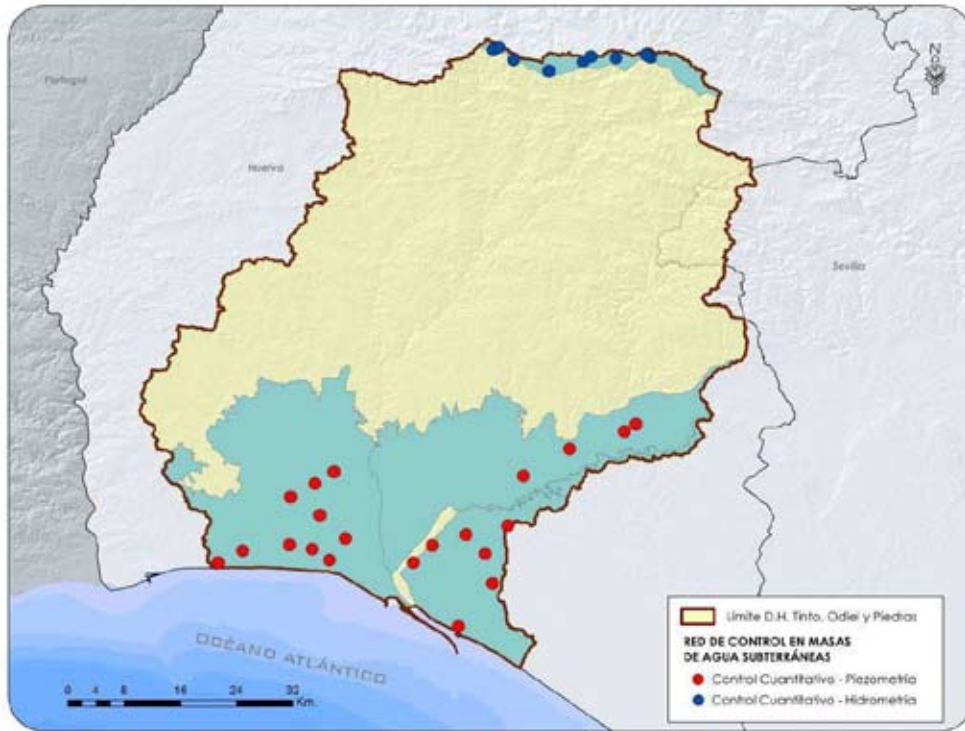 N
Portugal
Huelva
Sevilla
OCÉANO ATLÁNTICO
0 4 8 16 24 32
Km.
Límite D.H. Tinto, Odiel y Piedras
RED DE CONTROL EN MASAS
DE AGUA SUBTERRÁNEAS
Control Cuantitativo - Piezometría
Control Cuantitativo - Hidrometría